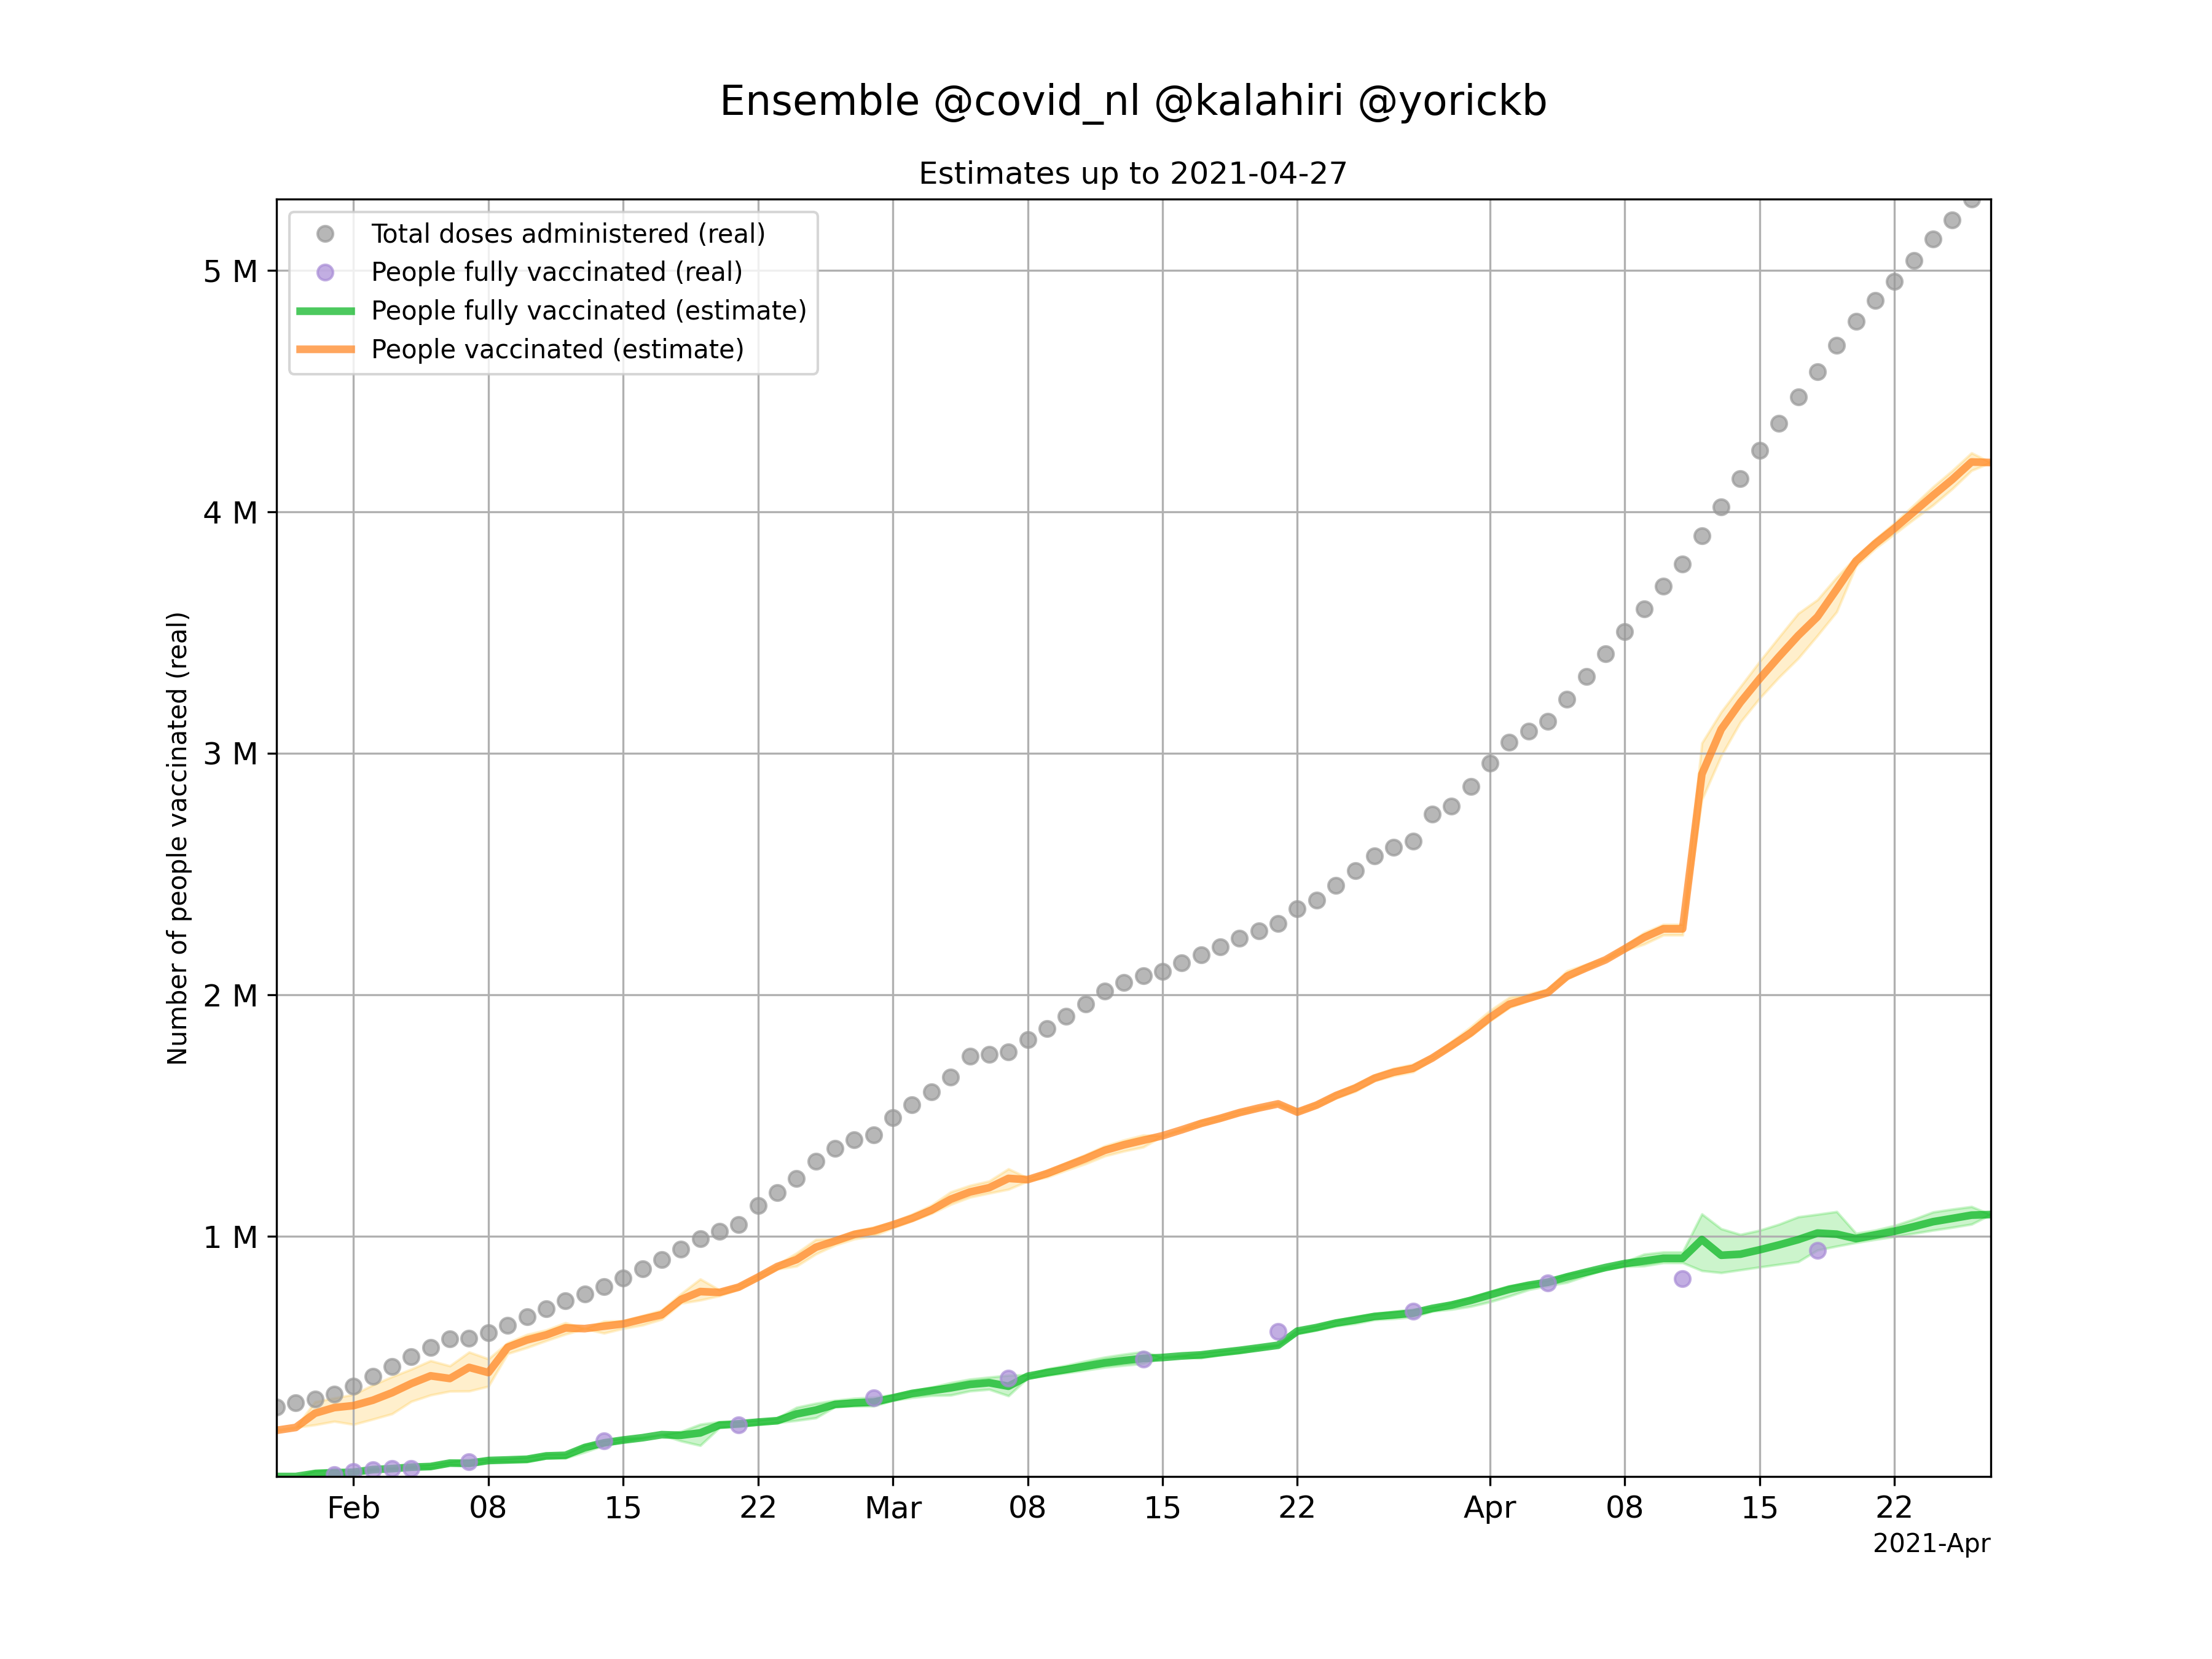 Ensemble @covid_nl @kalahiri @yorickb
Estimates up to 2021-04-27
Total doses administered (real)
People fully vaccinated (real)
People fully vaccinated (estimate)
People vaccinated (estimate)
5 M
4 M
3 M
2 M
1 M
Number of people vaccinated (real)
Feb 08 15 22 Mar 08 15 22 Apr 08 15 22
2021-Apr